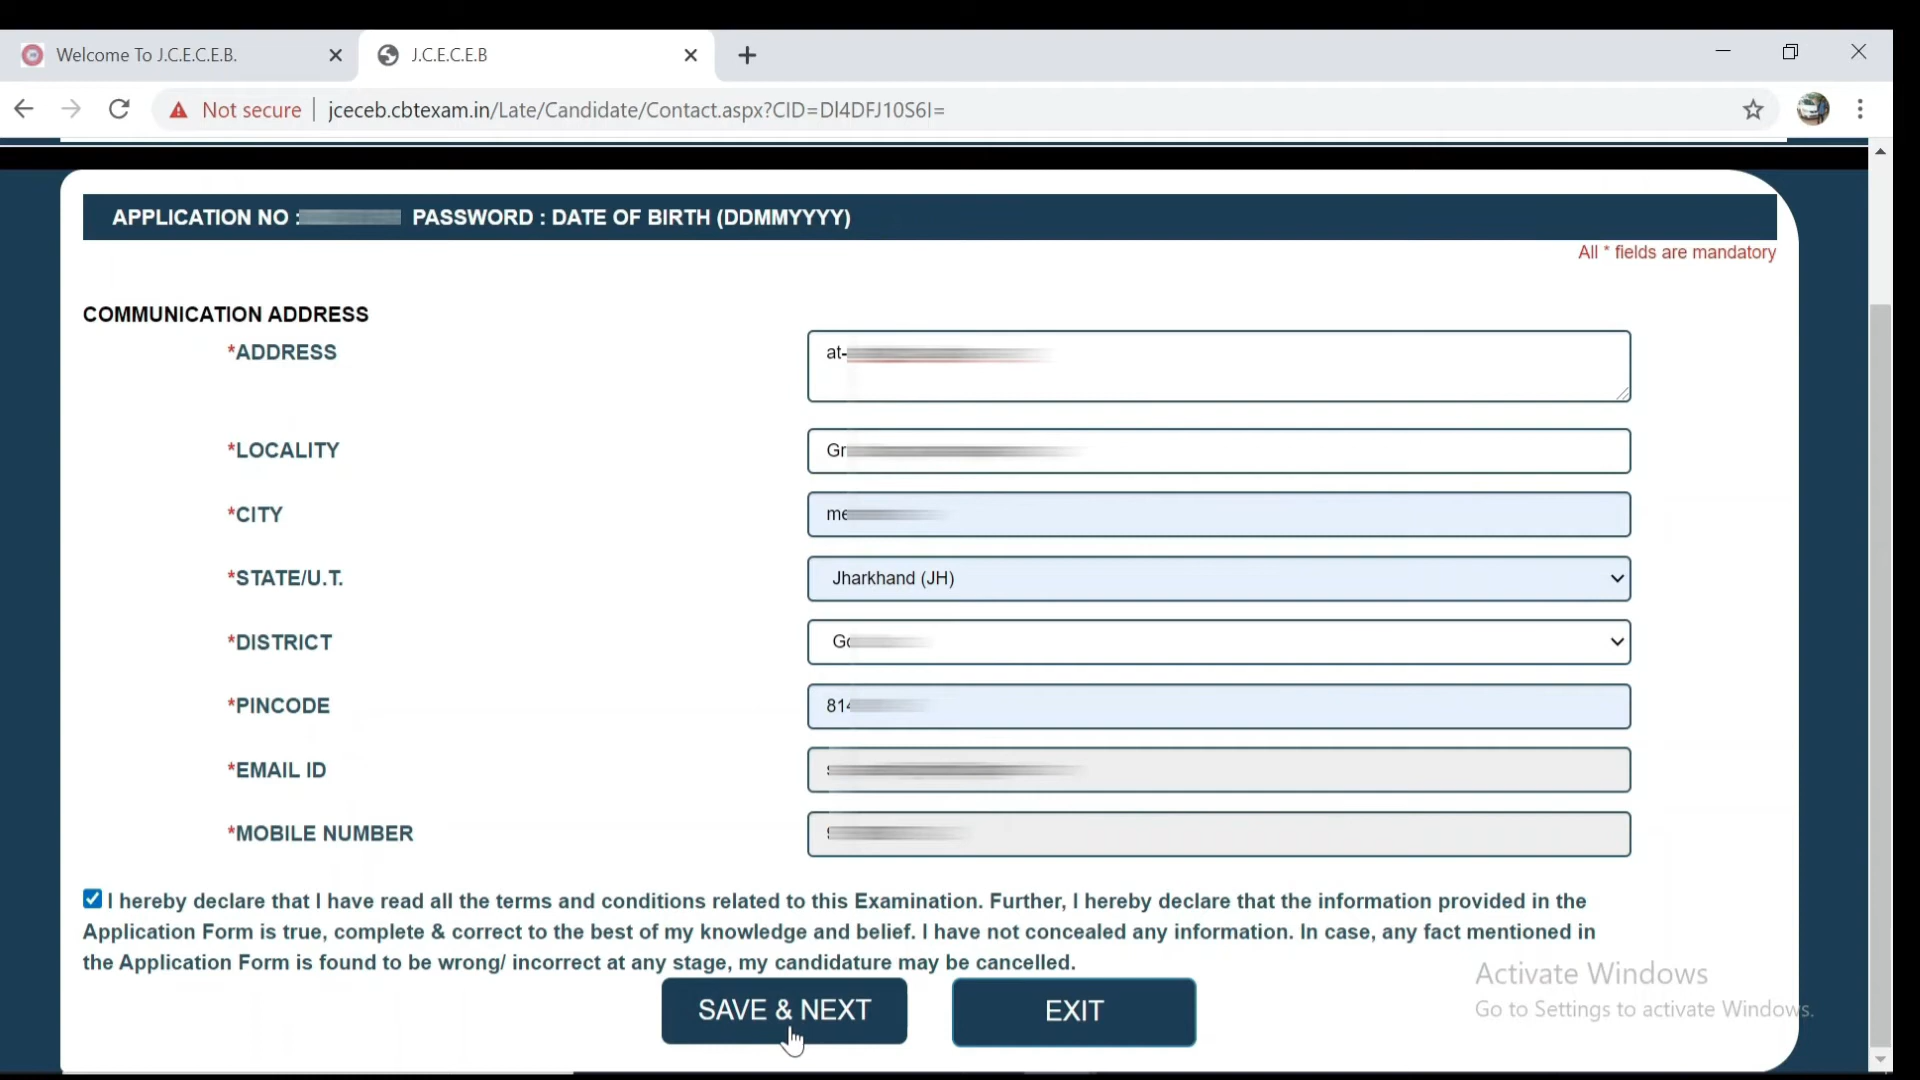 Welcome To J.C.E.C.E.B.
J.C.E.C.E.B
Not secure
jceceb.cbtexam.in/Late/Candidate/Contact.aspx?CID=Dl4DFJ10S6I=
APPLICATION NO : PASSWORD : DATE OF BIRTH (DDMMYYYY)
All * fields are mandatory
COMMUNICATION ADDRESS
*ADDRESS
at-
*LOCALITY
Gr
*CITY
me
*STATE/U.T.
Jharkhand (JH)
*DISTRICT
*PINCODE
814
*EMAIL ID
*MOBILE NUMBER
I hereby declare that I have read all the terms and conditions related to this Examination. Further, I hereby declare that the information provided in the
Application Form is true, complete & correct to the best of my knowledge and belief. I have not concealed any information. In case, any fact mentioned in
the Application Form is found to be wrong/ incorrect at any stage, my candidature may be cancelled.
SAVE & NEXT
EXIT
Activate Windows
Go to Settings to activate Windows.